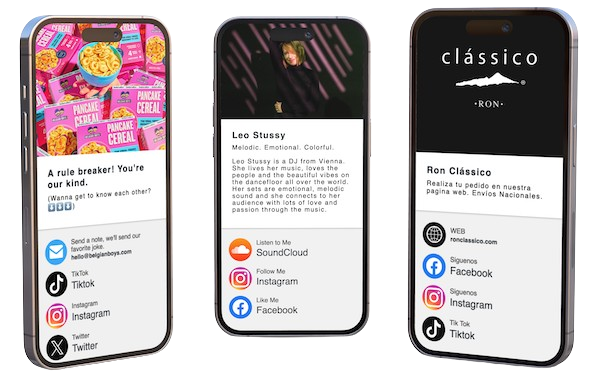 PANCAKE
CEREAL
PANCAKE
CEREAL
A rule breaker! You're
our kind.
(Wanna get to know each other?
⬇️⬇️⬇️)
Send a note, we'll send our
favorite joke.
hello@belgianboys.com
TikTok
Tiktok
Instagram
Instagram
Twitter
Twitter
Leo Stussy
Melodic. Emotional. Colorful.
Leo Stussy is a DJ from Vienna.
She lives her music, loves the
people and the beautiful vibes on
the dancefloor all over the world.
Her sets are emotional, melodic
sound and she connects to her
audience with lots of love and
passion through the music.
Listen to Me
SoundCloud
Follow Me
Instagram
Like Me
Facebook
clássico
®
·RON·
Ron Clássico
Realiza tu pedido en nuestra
pagina web. Envíos Nacionales.
WEB
ronclassico.com
Siguenos
Facebook
Siguenos
Instagram
Tik Tok
Tiktok